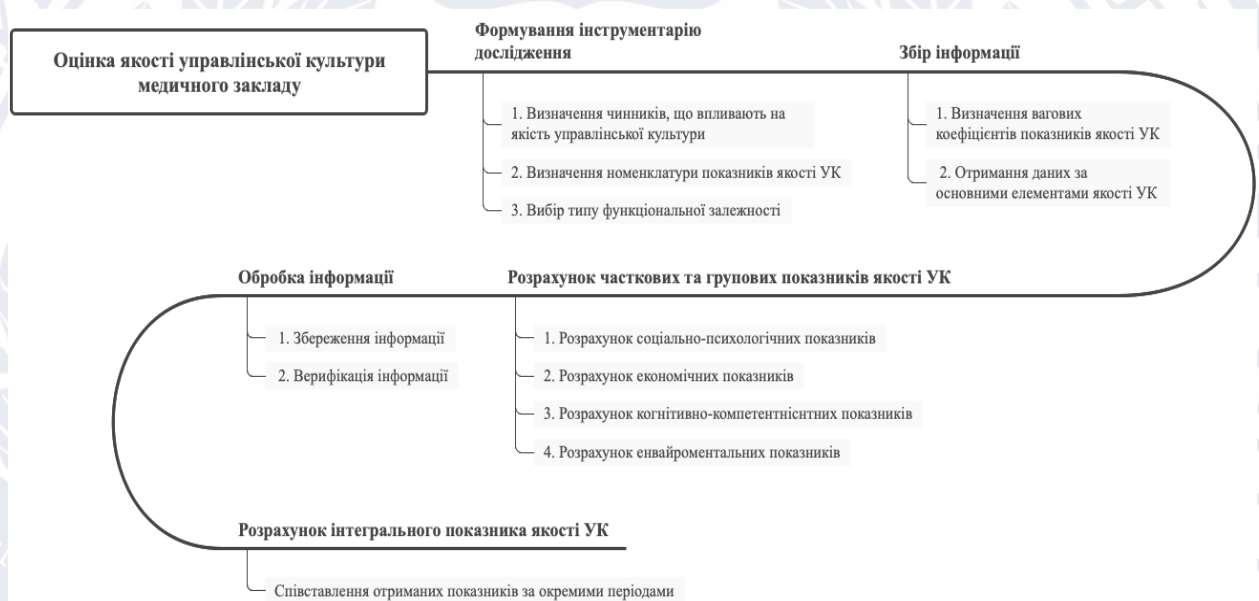 Оцінка якості управлінської культури
медичного закладу
Формування інструментарію
дослідження
1. Визначення чинників, що впливають на
якість управлінської культури
2. Визначення номенклатури показників якості УК
3. Вибір типу функціональної залежності
Збір інформації
1. Визначення вагових
коефіцієнтів показників якості УК
2. Отримання даних за
основними елементами якості УК
Обробка інформації
1. Збереження інформації
2. Верифікація інформації
Розрахунок часткових та групових показників якості УК
1. Розрахунок соціально-психологічних показників
2. Розрахунок економічних показників
3. Розрахунок когнітивно-компетентніснтних показників
4. Розрахунок енвайроментальних показників
Розрахунок інтегрального показника якості УК
Співставлення отриманих показників за окремими періодами